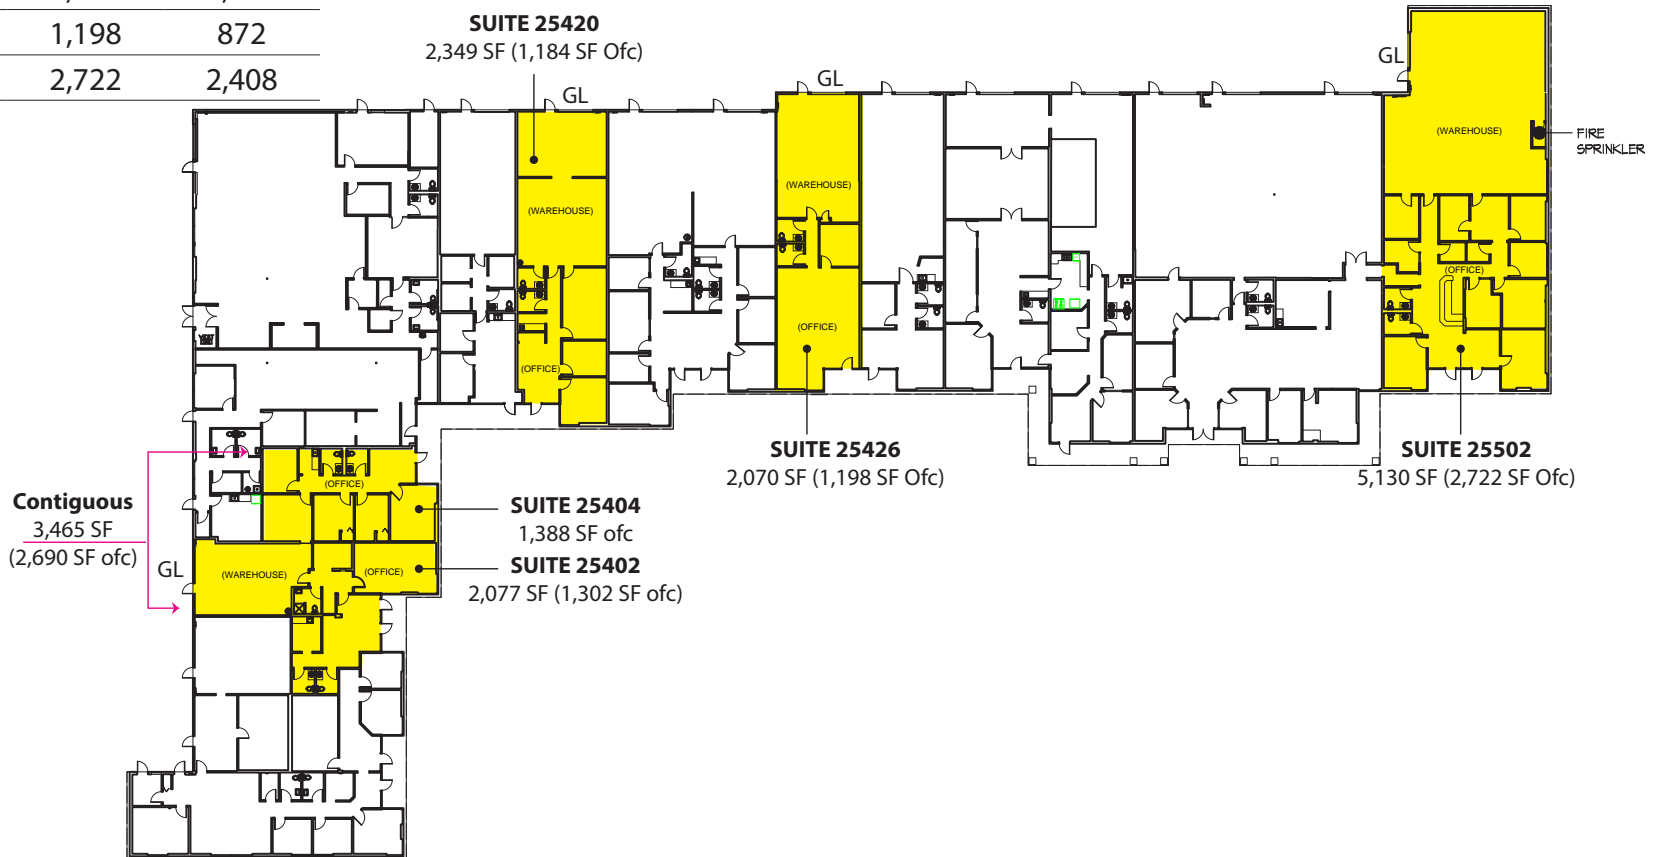 1,198 872
2,722 2,408
SUITE 25420
2,349 SF (1,184 SF Ofc)
GL
GL
GL
(WAREHOUSE)
FIRE
SPRINKLER
(WAREHOUSE)
(WAREHOUSE)
(OFFICE)
(OFFICE)
(OFFICE)
SUITE 25426
2,070 SF (1,198 SF Ofc)
SUITE 25502
5,130 SF (2,722 SF Ofc)
(OFFICE)
Contiguous
3,465 SF
(2,690 SF ofc)
SUITE 25404
1,388 SF ofc
GL
(WAREHOUSE)
(OFFICE)
SUITE 25402
2,077 SF (1,302 SF ofc)